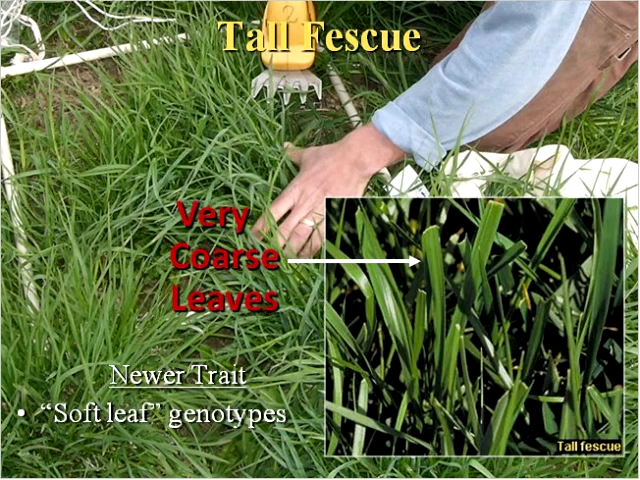 Tall Fescue
Very
Coarse
Leaves
Newer Trait
• “Soft leaf” genotypes
Tall fescue